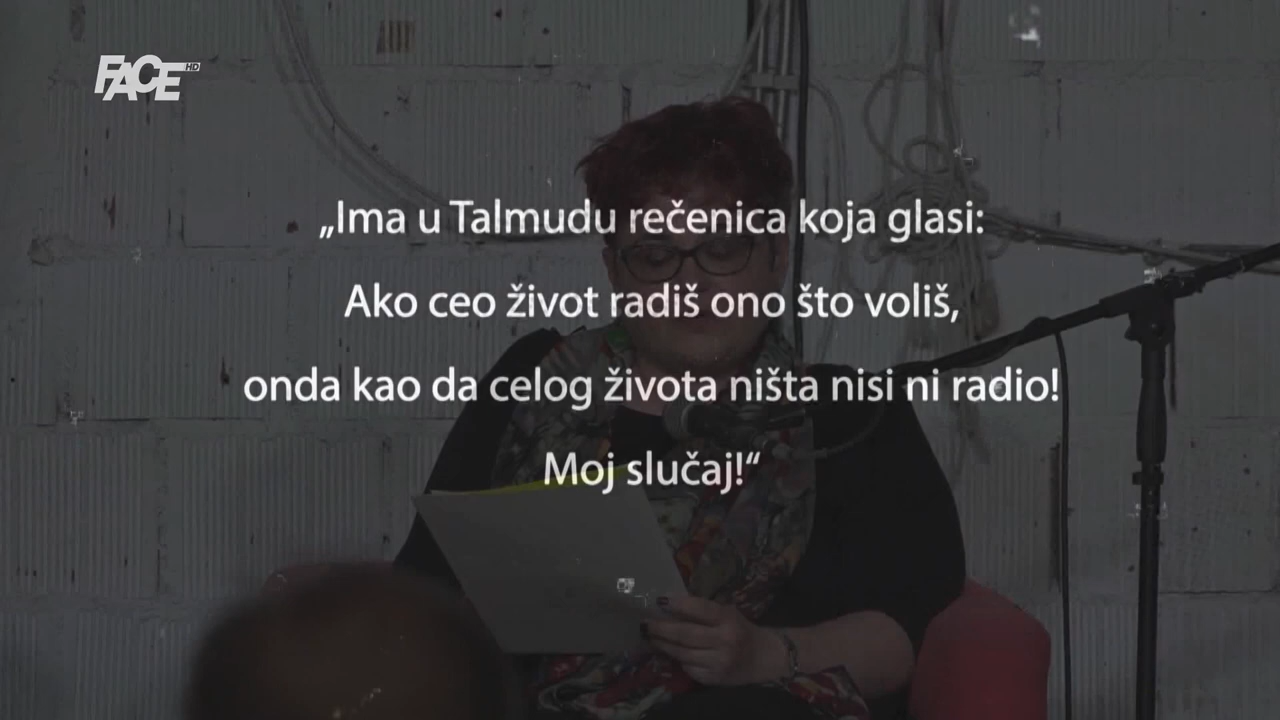 FACE HD
„Ima u Talmudu rečenica koja glasi:
Ako ceo život radiš ono što voliš,
onda kao da celog života ništa nisi ni radio!
Moj slučaj!“